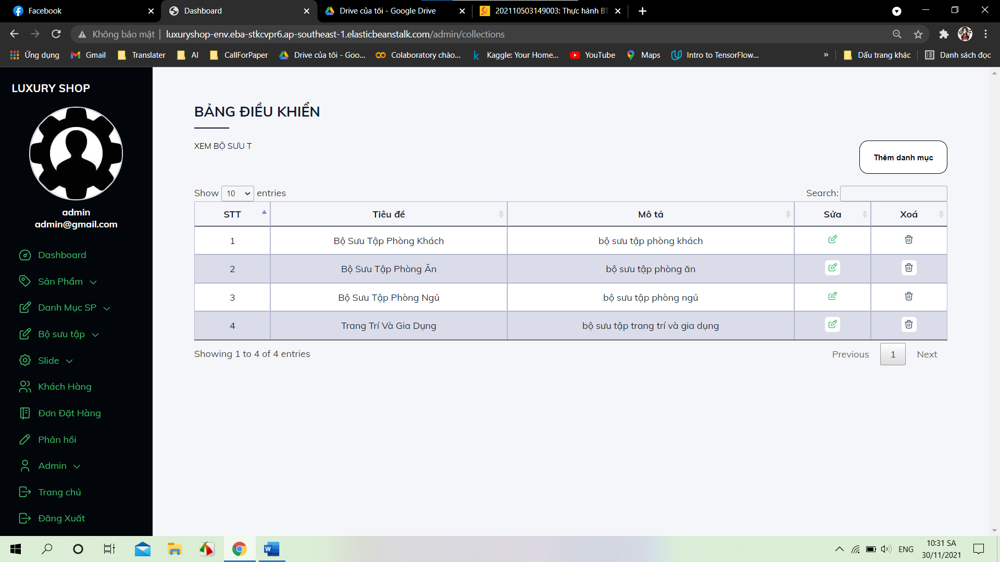 Facebook
Dashboard
Drive của tôi - Google Drive
202110503149003: Thực hành BT
Không bảo mật
luxuryshop-env.eba-stkcvpr6.ap-southeast-1.elasticbeanstalk.com/admin/collections
Ứng dụng
Gmail
Translater
AI
CallForPaper
Drive của tôi - Goo...
Colaboratory chào...
Kaggle: Your Home...
YouTube
Maps
Intro to TensorFlow...
»
Dấu trang khác
Danh sách đọc
LUXURY SHOP
admin
admin@gmail.com
Dashboard
Sản Phẩm
Danh Mục SP
Bộ sưu tập
Slide
Khách Hàng
Đơn Đặt Hàng
Phản hồi
Admin
Trang chủ
Đăng Xuất
BẢNG ĐIỀU KHIỂN
XEM BỘ SƯU T
Thêm danh mục
Show 10 entries
Search:
STT Tiêu đề Mô tả Sửa Xoá
1 Bộ Sưu Tập Phòng Khách bộ sưu tập phòng khách
2 Bộ Sưu Tập Phòng Ăn bộ sưu tập phòng ăn
3 Bộ Sưu Tập Phòng Ngủ bộ sưu tập phòng ngủ
4 Trang Trí Và Gia Dụng bộ sưu tập trang trí và gia dụng
Showing 1 to 4 of 4 entries
Previous 1 Next
ENG
10:31 SA
30/11/2021